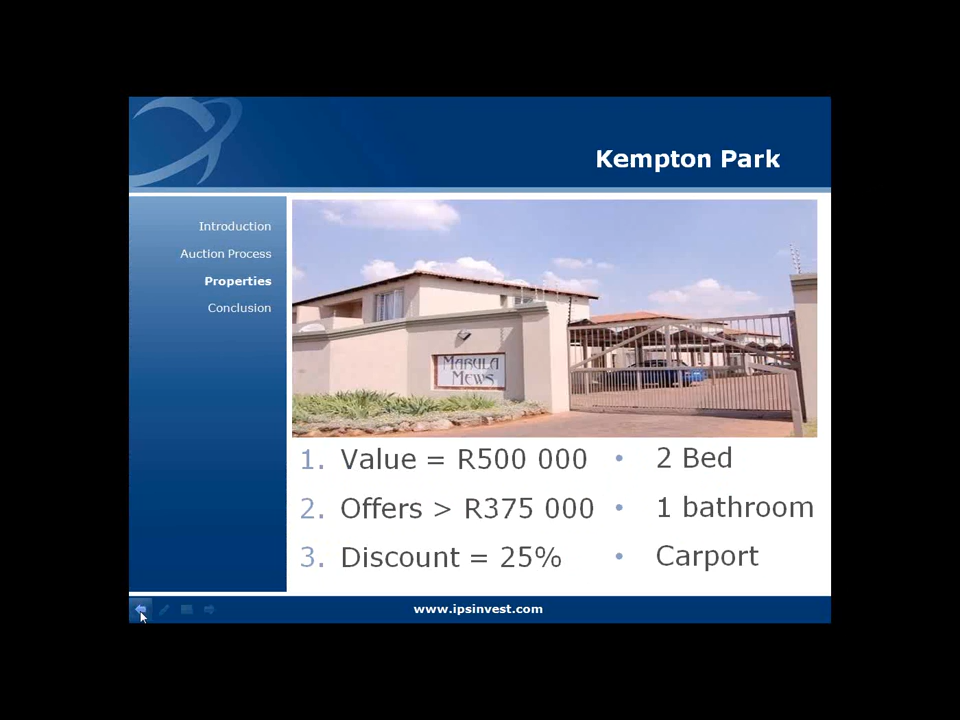 Kempton Park
Introduction
Auction Process
Properties
Conclusion
MABULA
MEWS
1. Value = R500 000
2. Offers > R375 000
3. Discount = 25%
• 2 Bed
• 1 bathroom
• Carport
www.ipsinvest.com